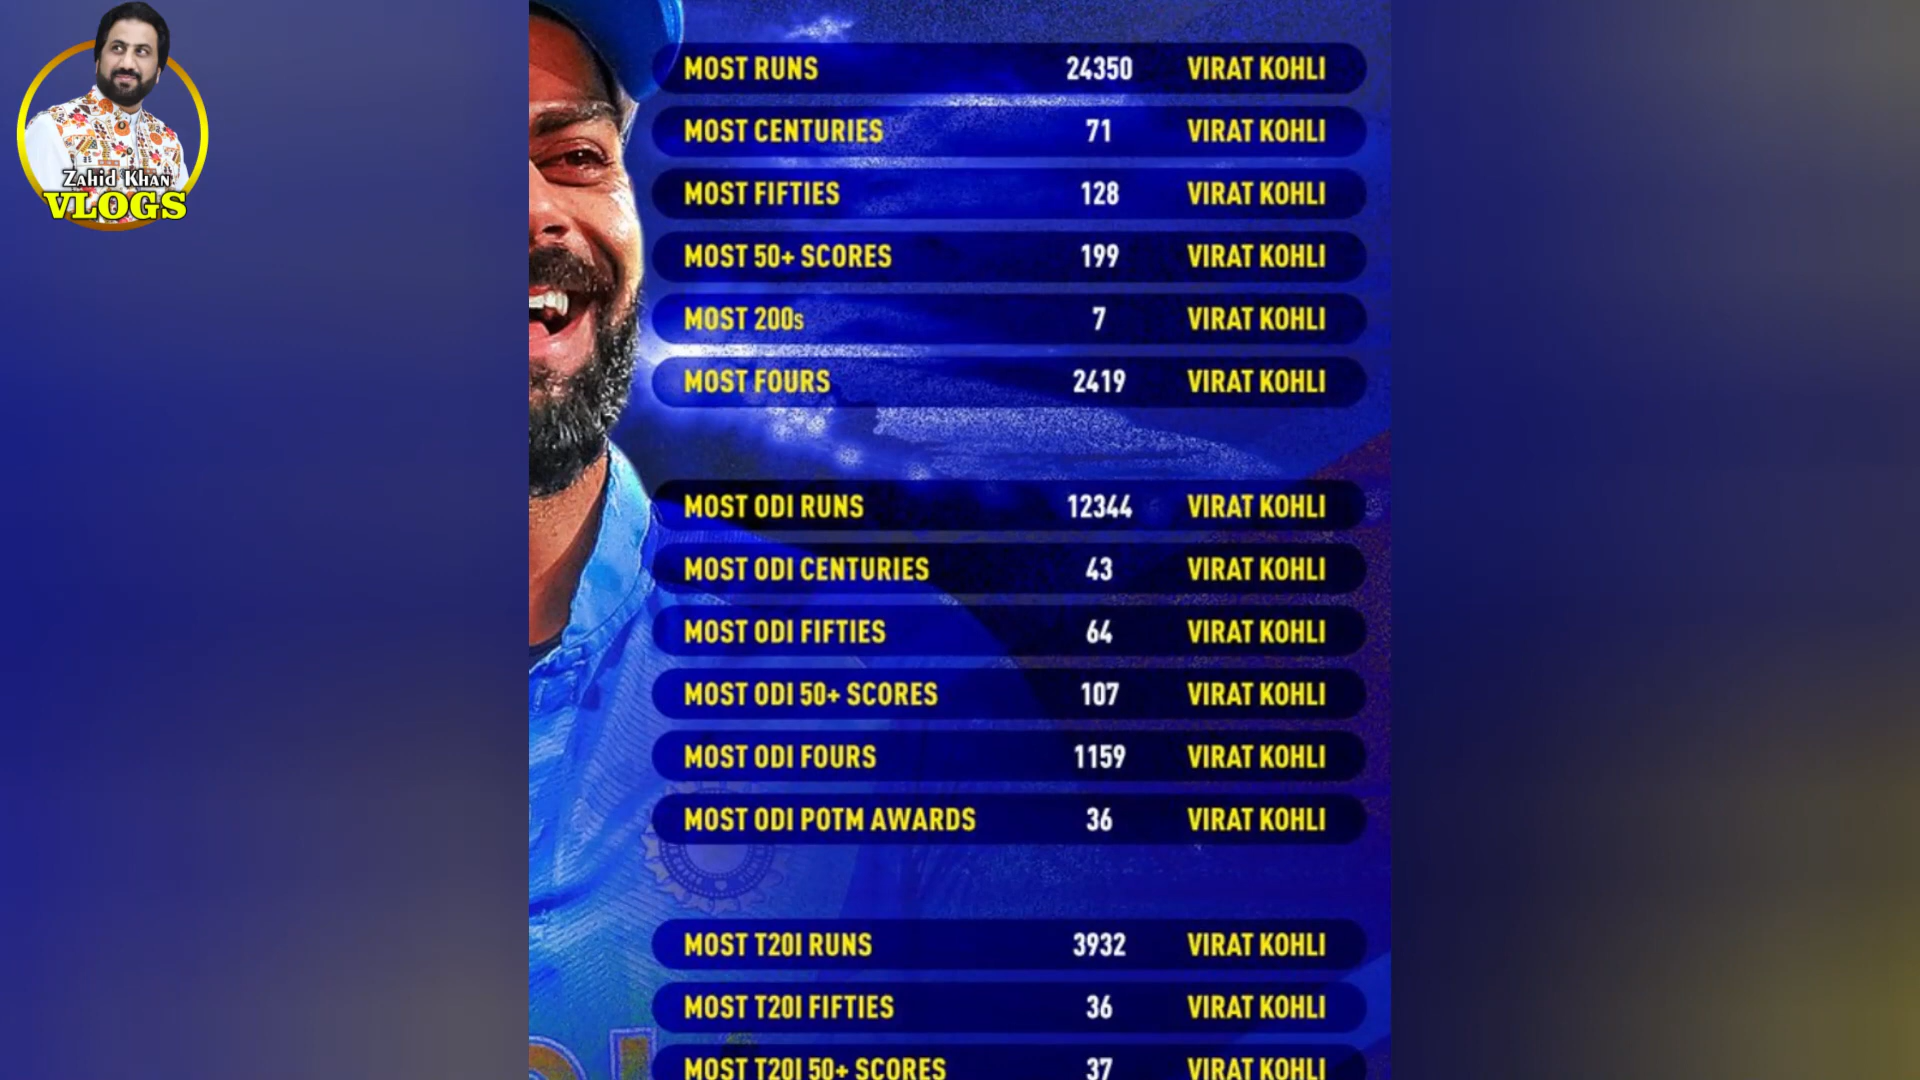 Zahid Khan
VLOGS
MOST RUNS 24350 VIRAT KOHLI
MOST CENTURIES 71 VIRAT KOHLI
MOST FIFTIES 128 VIRAT KOHLI
MOST 50+ SCORES 199 VIRAT KOHLI
MOST 200s 7 VIRAT KOHLI
MOST FOURS 2419 VIRAT KOHLI
MOST ODI RUNS 12344 VIRAT KOHLI
MOST ODI CENTURIES 43 VIRAT KOHLI
MOST ODI FIFTIES 64 VIRAT KOHLI
MOST ODI 50+ SCORES 107 VIRAT KOHLI
MOST ODI FOURS 1159 VIRAT KOHLI
MOST ODI POTM AWARDS 36 VIRAT KOHLI
MOST T20I RUNS 3932 VIRAT KOHLI
MOST T20I FIFTIES 36 VIRAT KOHLI
MOST T20I 50+ SCORES 37 VIRAT KOHLI